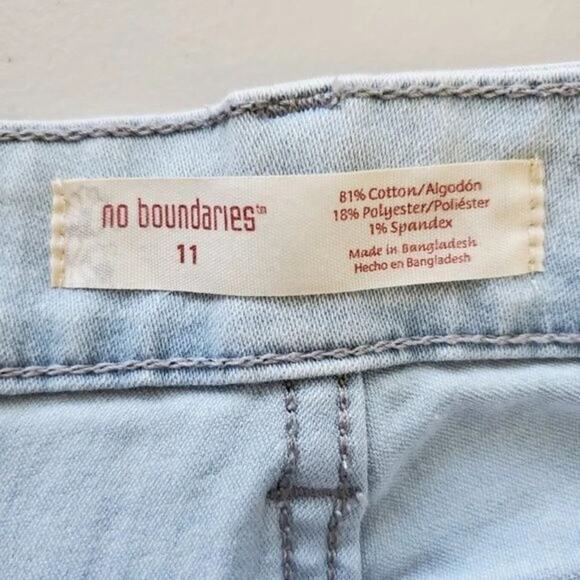 no boundaries™
11
81% Cotton/Algodón
18% Polyester/Poliéster
1% Spandex
Made in Bangladesh
Hecho en Bangladesh